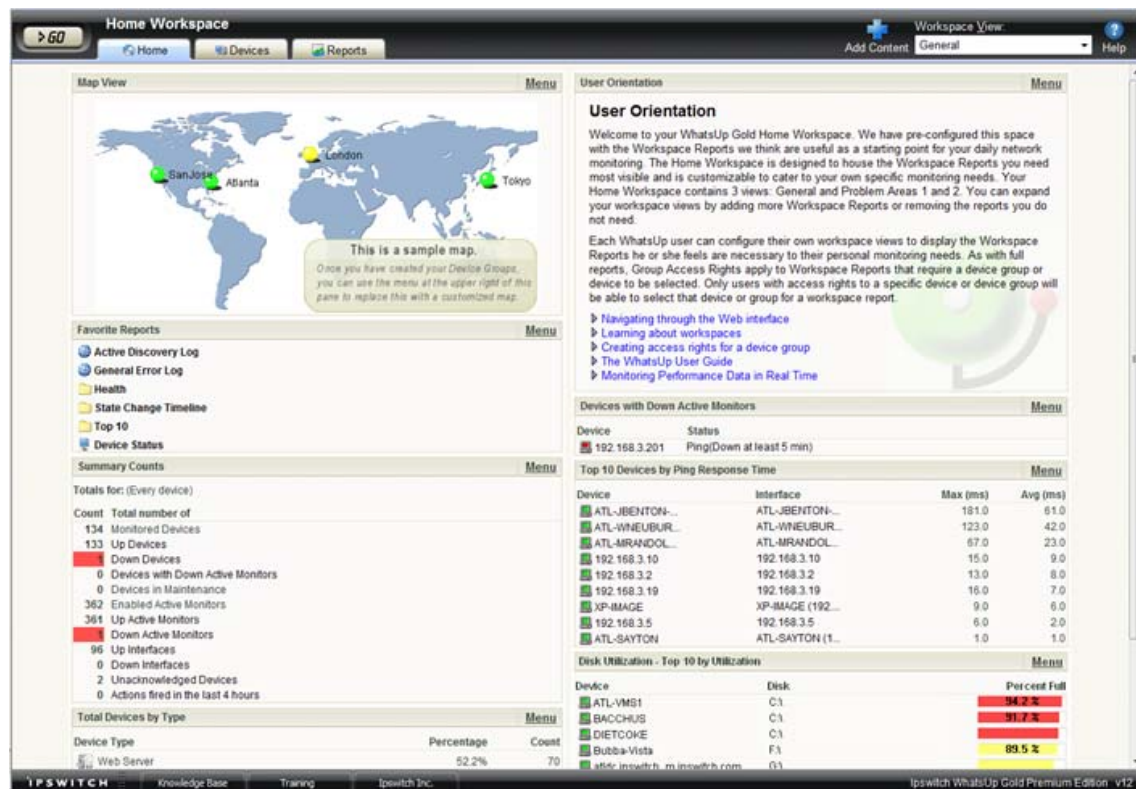 GO
Home Workspace
Home
Devices
Reports
Add Content
Workspace View:
General
Help
Map View
Menu
SanJose
Atlanta
London
Tokyo
This is a sample map.
Once you have created your Device Groups,
you can use the menu at the upper right of this
pane to replace this with a customized map.
Favorite Reports
Menu
Active Discovery Log
General Error Log
Health
State Change Timeline
Top 10
Device Status
Summary Counts
Menu
Totals for: (Every device)
Count Total number of
134 Monitored Devices
133 Up Devices
1 Down Devices
0 Devices with Down Active Monitors
0 Devices in Maintenance
362 Enabled Active Monitors
361 Up Active Monitors
1 Down Active Monitors
96 Up Interfaces
0 Down Interfaces
2 Unacknowledged Devices
0 Actions fired in the last 4 hours
Total Devices by Type
Menu
Device Type Percentage Count
Web Server 52.2% 70
User Orientation
Menu
User Orientation
Welcome to your WhatsUp Gold Home Workspace. We have pre-configured this space
with the Workspace Reports we think are useful as a starting point for your daily network
monitoring. The Home Workspace is designed to house the Workspace Reports you need
most visible and is customizable to cater to your own specific monitoring needs. Your
Home Workspace contains 3 views: General and Problem Areas 1 and 2. You can expand
your workspace views by adding more Workspace Reports or removing the reports you do
not need.
Each WhatsUp user can configure their own workspace views to display the Workspace
Reports he or she feels are necessary to their personal monitoring needs. As with full
reports, Group Access Rights apply to Workspace Reports that require a device group or
device to be selected. Only users with access rights to a specific device or device group will
be able to select that device or group for a workspace report.
Navigating through the Web interface
Learning about workspaces
Creating access rights for a device group
The WhatsUp User Guide
Monitoring Performance Data in Real Time
Devices with Down Active Monitors
Menu
Device Status
192.168.3.201 Ping(Down at least 5 min)
Top 10 Devices by Ping Response Time
Menu
Device Interface Max (ms) Avg (ms)
ATL-JBENTON-... ATL-JBENTON-... 181.0 61.0
ATL-WNEUBUR... ATL-WNEUBUR... 123.0 42.0
ATL-MRANDOL... ATL-MRANDOL... 67.0 23.0
192.168.3.10 192.168.3.10 15.0 9.0
192.168.3.2 192.168.3.2 13.0 8.0
192.168.3.19 192.168.3.19 16.0 7.0
XP-IMAGE XP-IMAGE (192... 9.0 6.0
192.168.3.5 192.168.3.5 6.0 2.0
ATL-SAYTON ATL-SAYTON (1... 1.0 1.0
Disk Utilization - Top 10 by Utilization
Menu
Device Disk Percent Full
ATL-VMS1 C:\ 94.2 %
BACCHUS C:\ 91.7 %
DIETCOKE C:\
Bubba-Vista F:\ 89.5 %
G:\
IPSWITCH
Knowledge Base
Training
Ipswitch Inc.
Ipswitch WhatsUp Gold Premium Edition v12